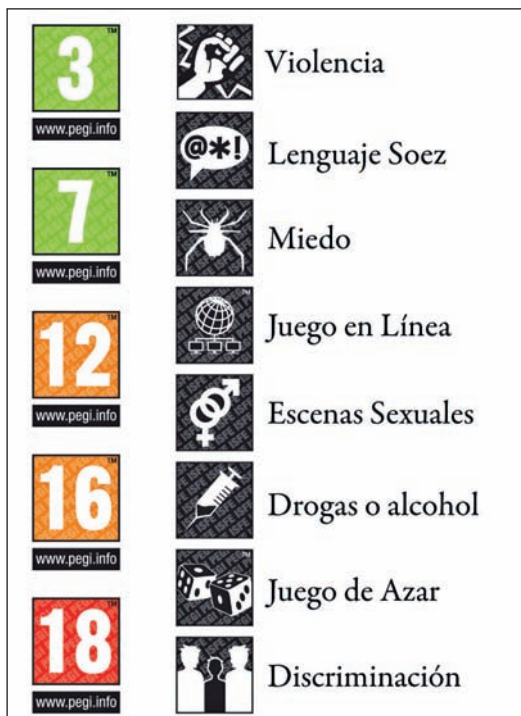 3
www.pegi.info
7
www.pegi.info
12
www.pegi.info
16
www.pegi.info
18
www.pegi.info
Violencia
@*!
Lenguaje Soez
Miedo
Juego en Línea
Escenas Sexuales
Drogas o alcohol
Juego de Azar
Discriminación